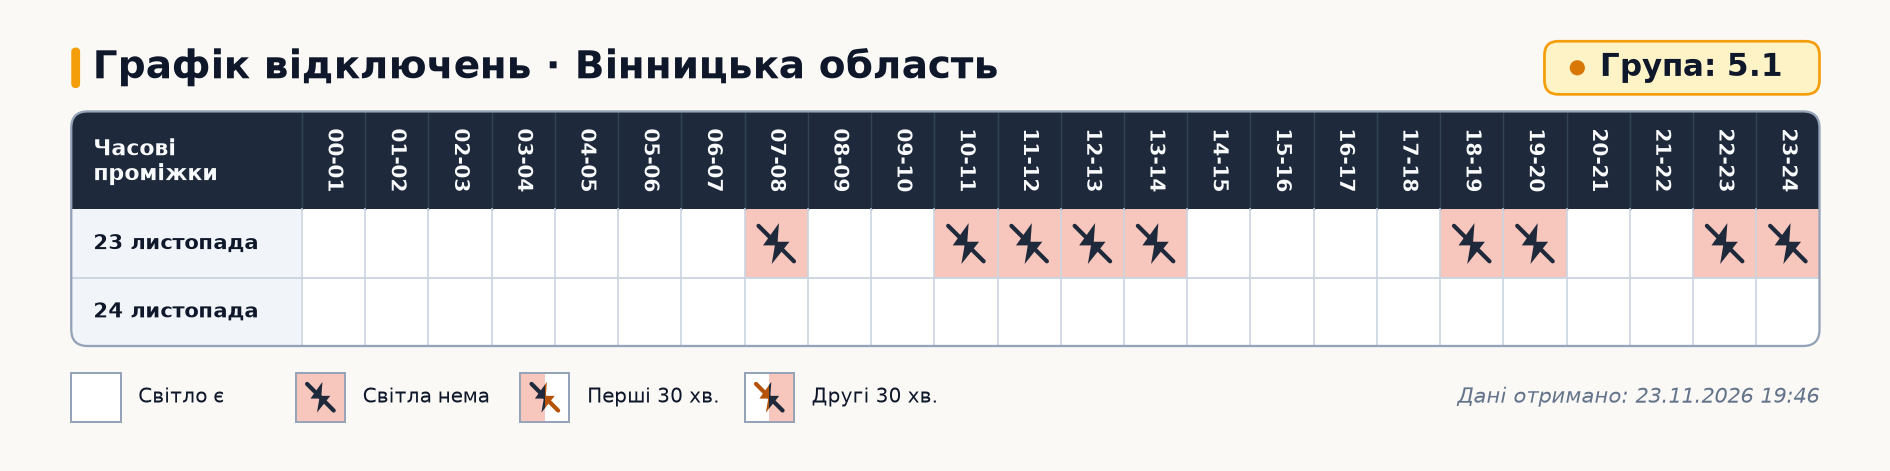 Графік відключень · Вінницька область
Група: 5.1
Часові
проміжки
00-01
01-02
02-03
03-04
04-05
05-06
06-07
07-08
08-09
09-10
10-11
11-12
12-13
13-14
14-15
15-16
16-17
17-18
18-19
19-20
20-21
21-22
22-23
23-24
23 листопада
24 листопада
Світло є
Світла нема
Перші 30 хв.
Другі 30 хв.
Дані отримано: 23.11.2026 19:46